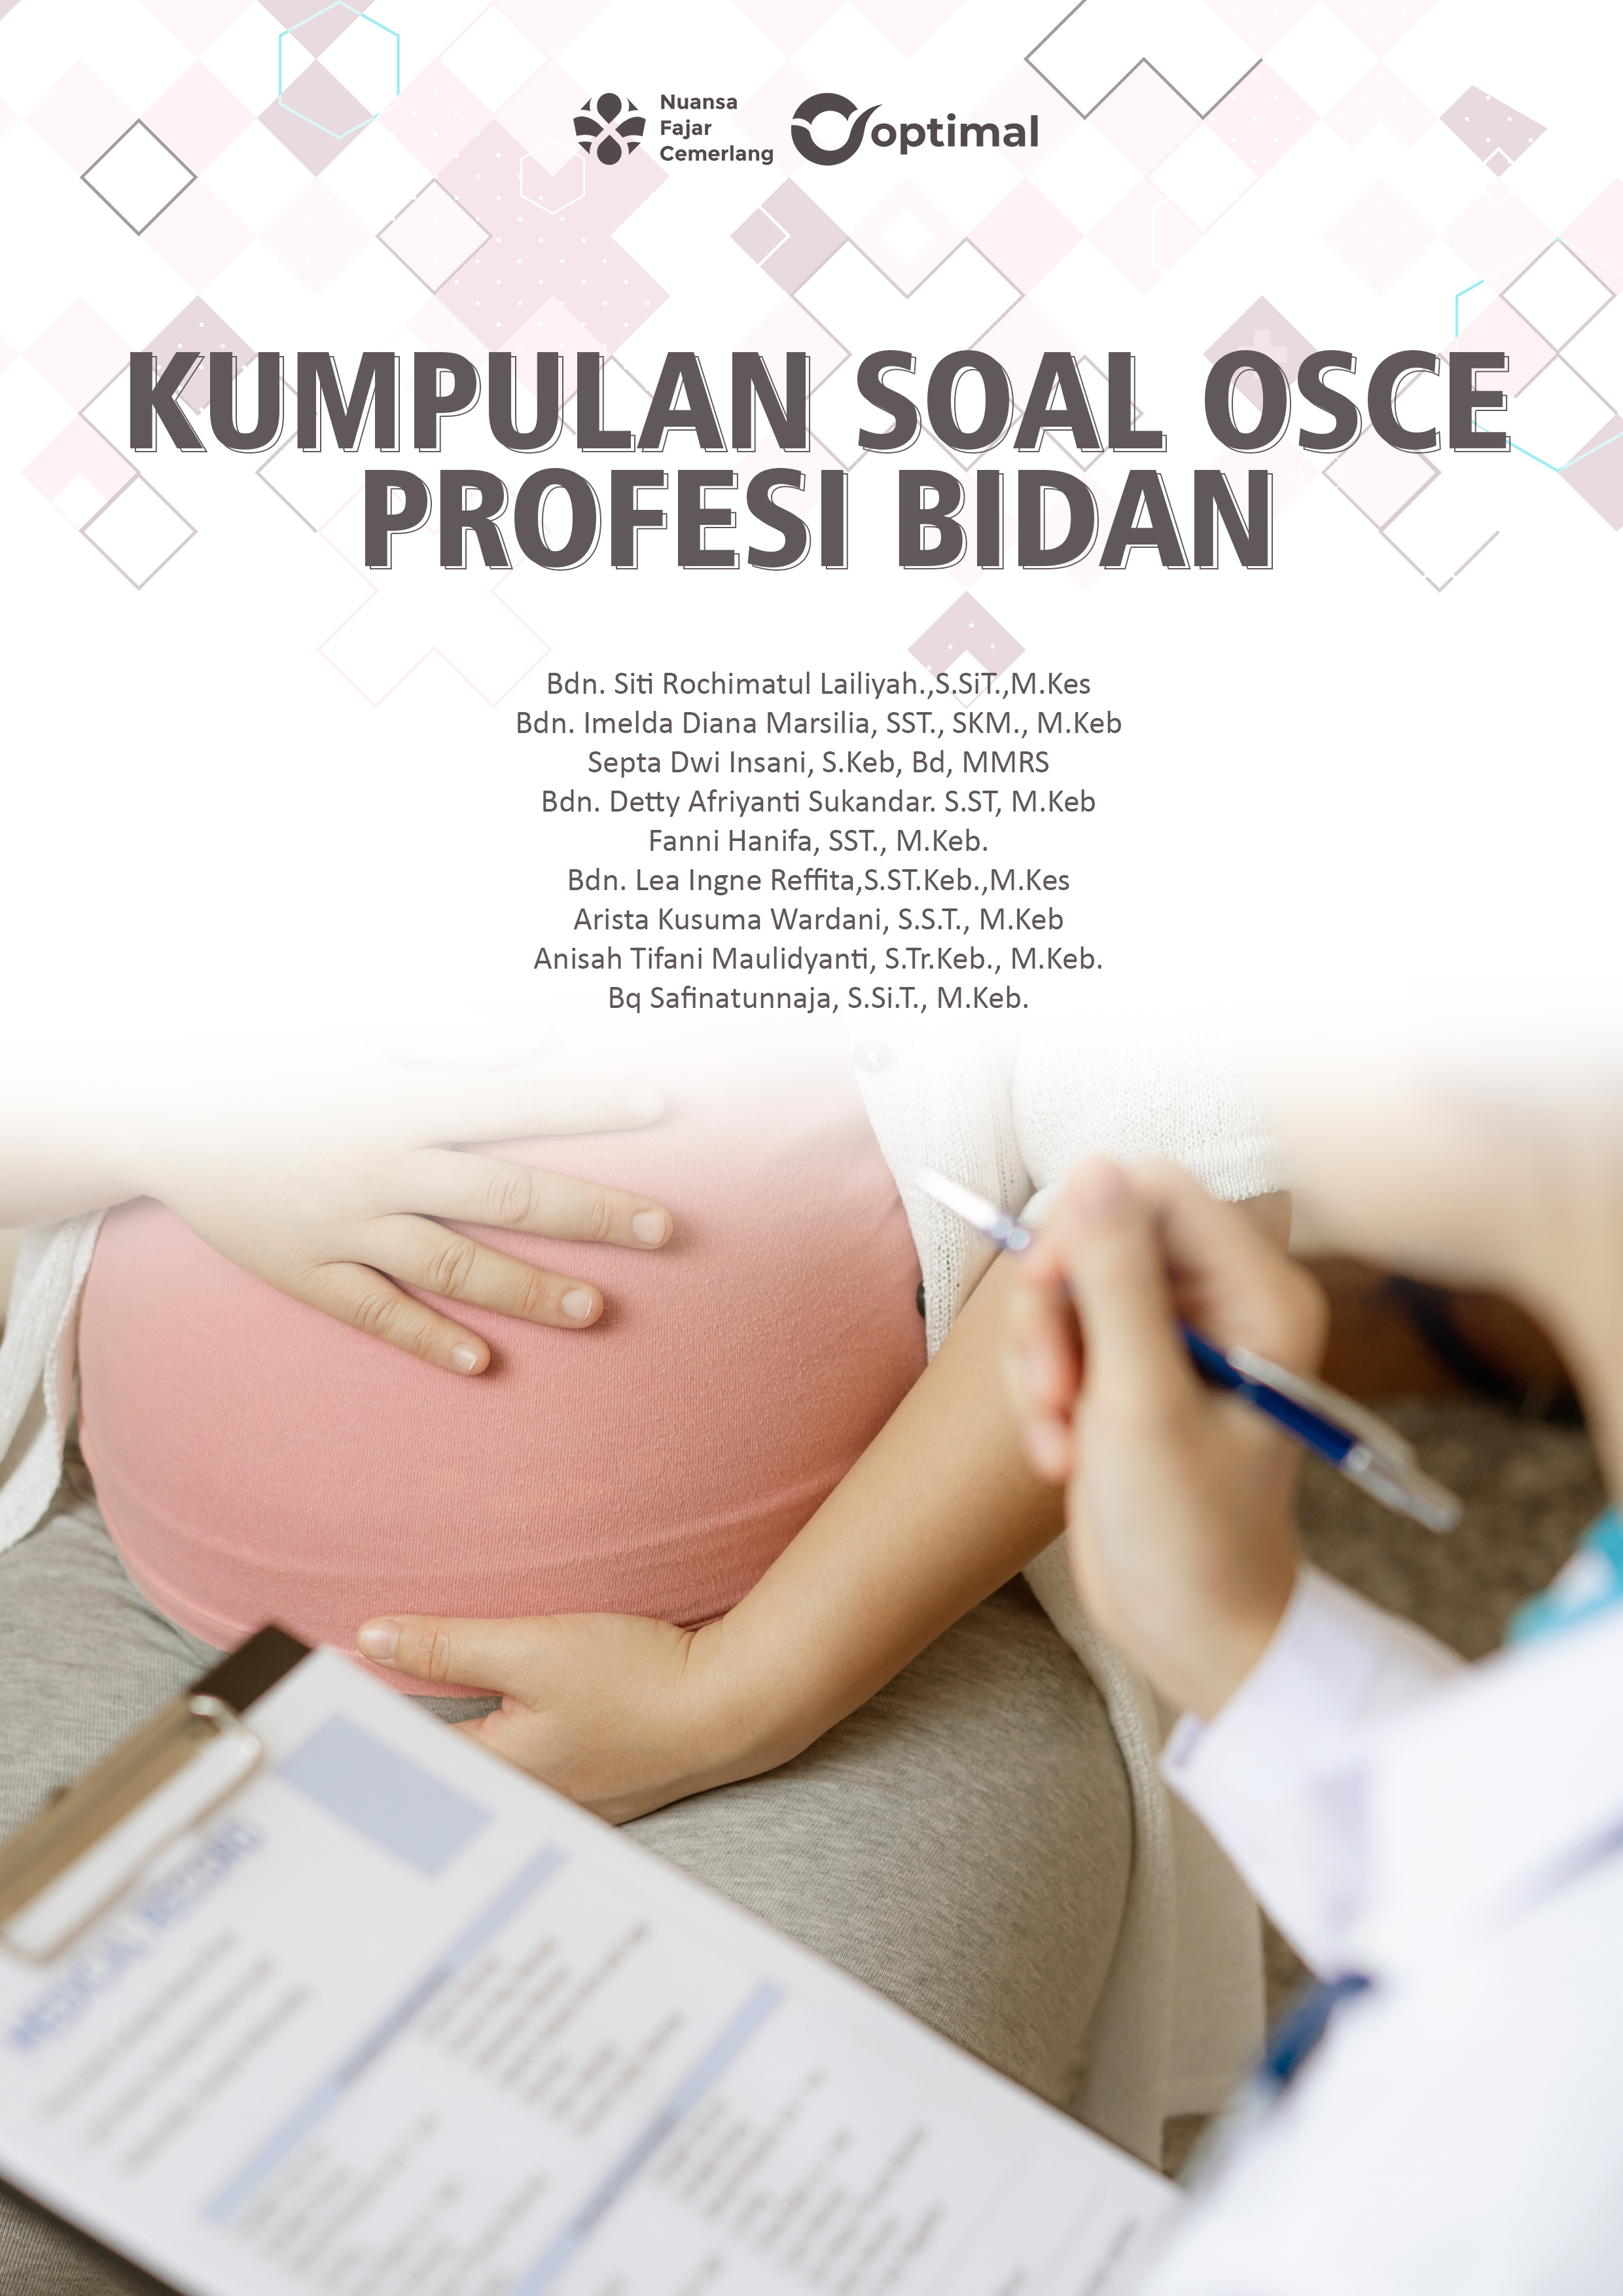 Nuansa
Fajar
Cemerlang
optimal
KUMPULAN SOAL OSCE
PROFESI BIDAN
Bdn. Siti Rochimatul Lailiyah.,S.SiT.,M.Kes
Bdn. Imelda Diana Marsilia, SST., SKM., M.Keb
Septa Dwi Insani, S.Keb, Bd, MMRS
Bdn. Detty Afriyanti Sukandar. S.ST, M.Keb
Fanni Hanifa, SST., M.Keb.
Bdn. Lea Ingne Reffita,S.ST.Keb.,M.Kes
Arista Kusuma Wardani, S.S.T., M.Keb
Anisah Tifani Maulidyanti, S.Tr.Keb., M.Keb.
Bq Safinatunnaja, S.Si.T., M.Keb.
MEDICAL RECORD